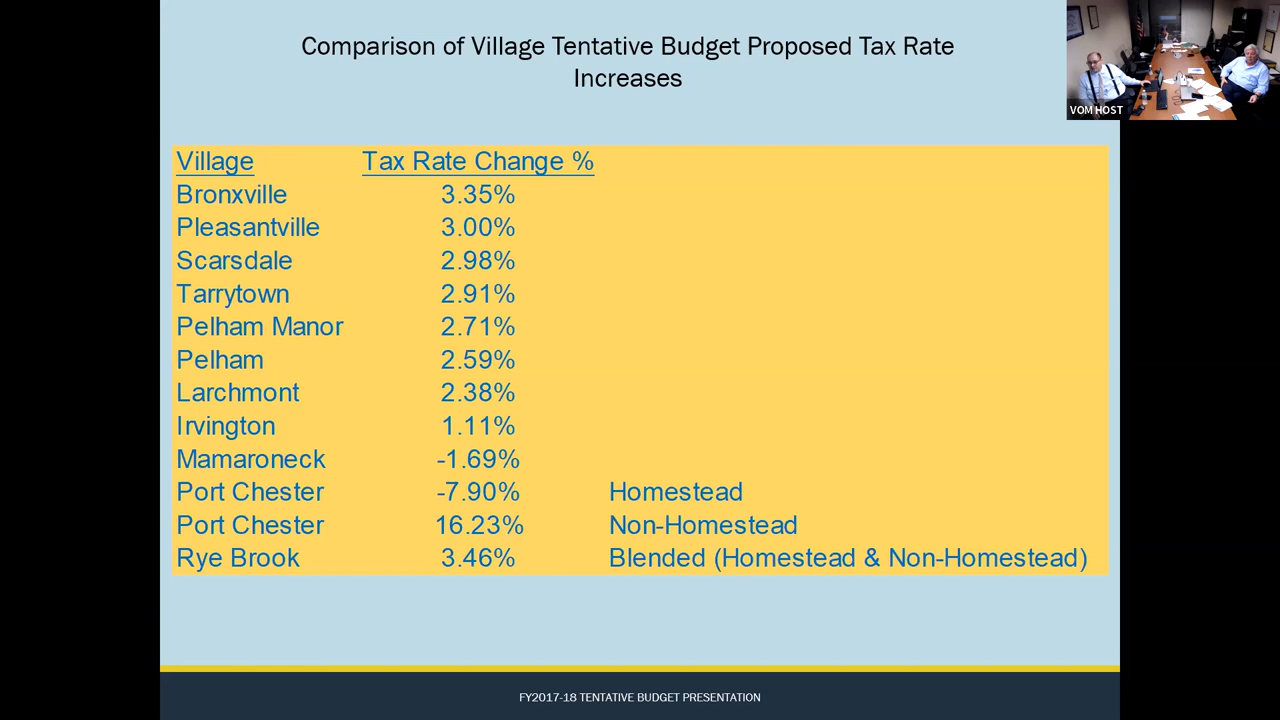 Comparison of Village Tentative Budget Proposed Tax Rate
Increases
VOM HOST
Village Tax Rate Change %
Bronxville 3.35%
Pleasantville 3.00%
Scarsdale 2.98%
Tarrytown 2.91%
Pelham Manor 2.71%
Pelham 2.59%
Larchmont 2.38%
Irvington 1.11%
Mamaroneck -1.69%
Port Chester -7.90% Homestead
Port Chester 16.23% Non-Homestead
Rye Brook 3.46% Blended (Homestead & Non-Homestead)
FY2017-18 TENTATIVE BUDGET PRESENTATION